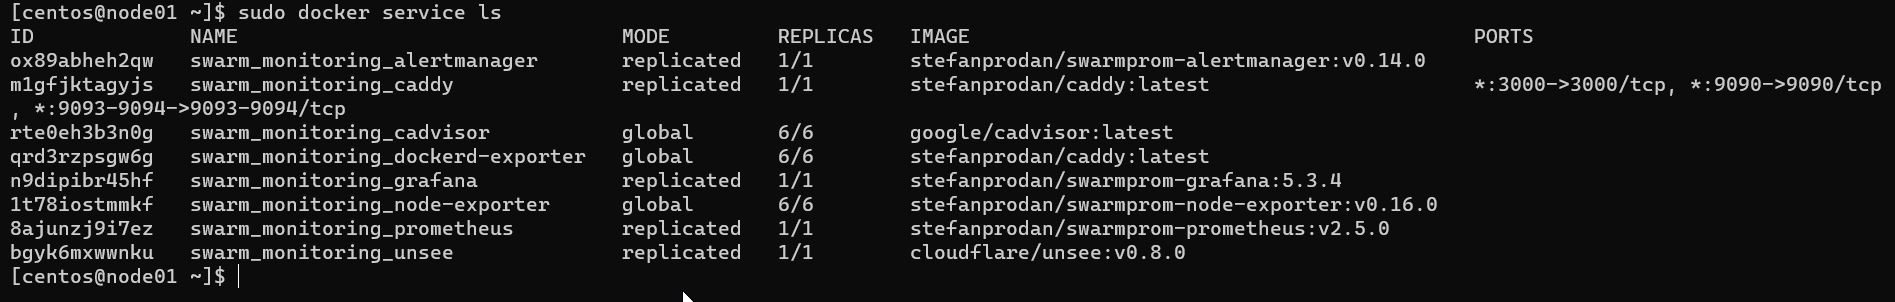 [centos@node01 ~]$ sudo docker service ls
ID             NAME                                MODE         REPLICAS   IMAGE                                          PORTS
ox89abheh2qw   swarm_monitoring_alertmanager       replicated   1/1        stefanprodan/swarmprom-alertmanager:v0.14.0
m1gfjktagyjs   swarm_monitoring_caddy              replicated   1/1        stefanprodan/caddy:latest                      *:3000->3000/tcp, *:9090->9090/tcp
, *:9093-9094->9093-9094/tcp
rte0eh3b3n0g   swarm_monitoring_cadvisor           global       6/6        google/cadvisor:latest
qrd3rzpsgw6g   swarm_monitoring_dockerd-exporter   global       6/6        stefanprodan/caddy:latest
n9dipibr45hf   swarm_monitoring_grafana            replicated   1/1        stefanprodan/swarmprom-grafana:5.3.4
1t78iostmmkf   swarm_monitoring_node-exporter      global       6/6        stefanprodan/swarmprom-node-exporter:v0.16.0
8ajunzj9i7ez   swarm_monitoring_prometheus         replicated   1/1        stefanprodan/swarmprom-prometheus:v2.5.0
bgyk6mxwwnku   swarm_monitoring_unsee              replicated   1/1        cloudflare/unsee:v0.8.0
[centos@node01 ~]$